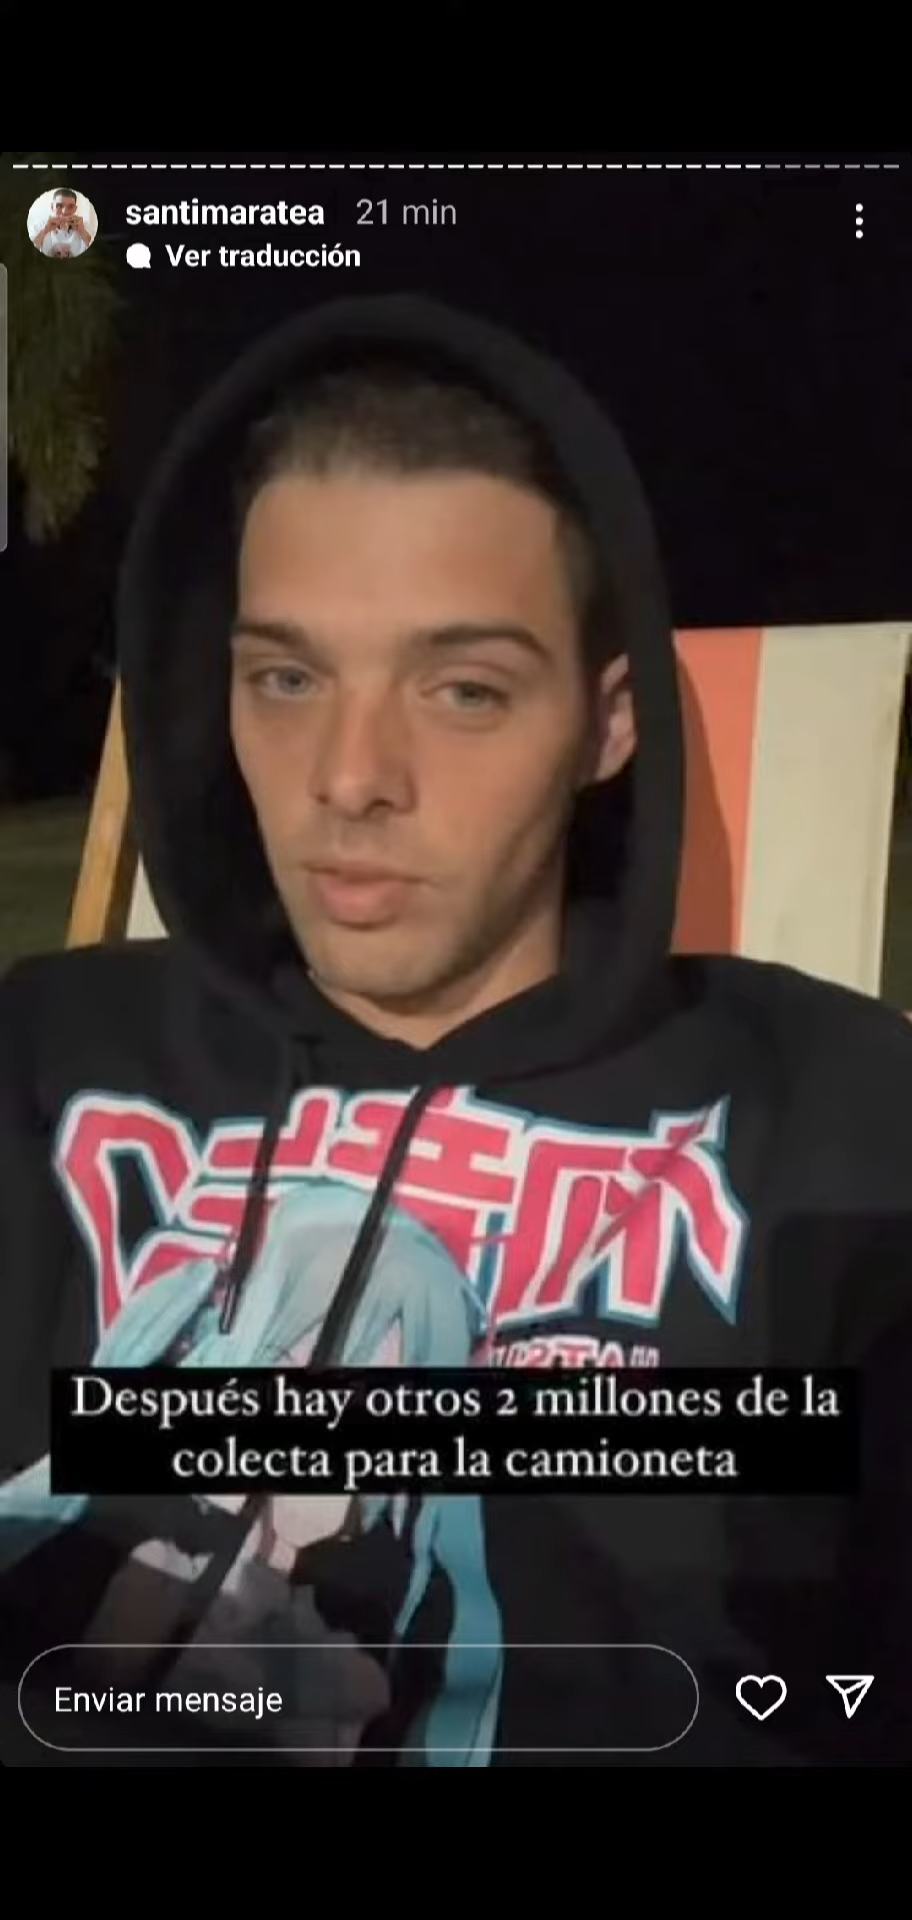 santimaratea 21 min
Ver traducción
Después hay otros 2 millones de la
colecta para la camioneta
Enviar mensaje